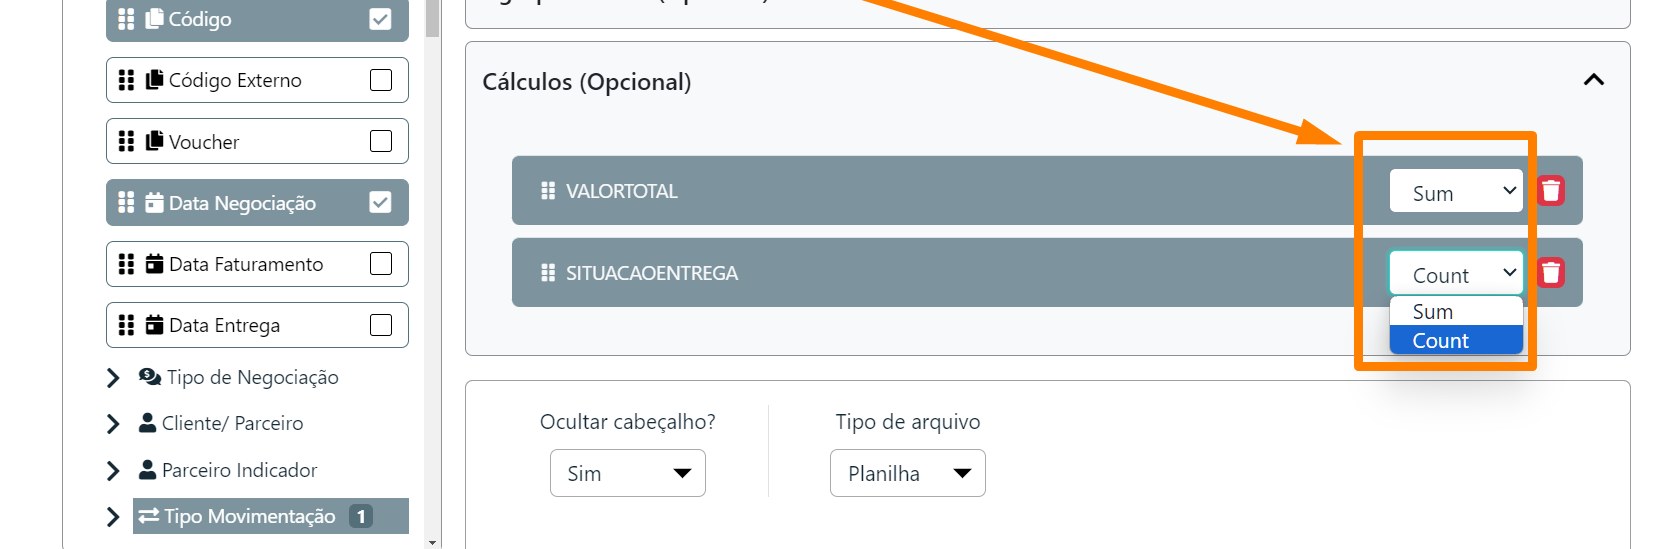 Código
Código Externo
Voucher
Data Negociação
Data Faturamento
Data Entrega
Tipo de Negociação
Cliente/ Parceiro
Parceiro Indicador
Tipo Movimentação 1
Cálculos (Opcional)
VALORTOTAL
Sum
SITUACAOENTREGA
Count
Sum
Count
Ocultar cabeçalho?
Tipo de arquivo
Sim
Planilha